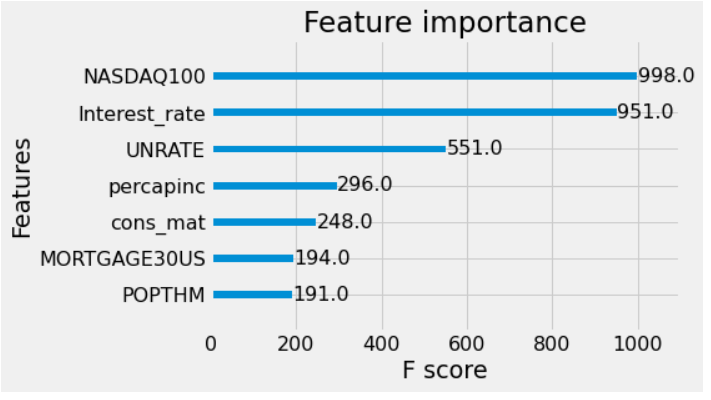 Feature importance
Features
NASDAQ100 998.0
Interest_rate 951.0
UNRATE 551.0
percapinc 296.0
cons_mat 248.0
MORTGAGE30US 194.0
POPTHM 191.0
0 200 400 600 800 1000
F score